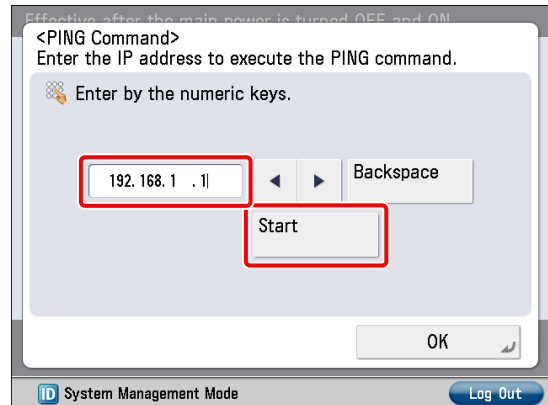 Effective after the main power is turned OFF and ON
<PING Command>
Enter the IP address to execute the PING command.
Enter by the numeric keys.
192. 168. 1 . 1
Backspace
Start
OK
ID System Management Mode
Log Out